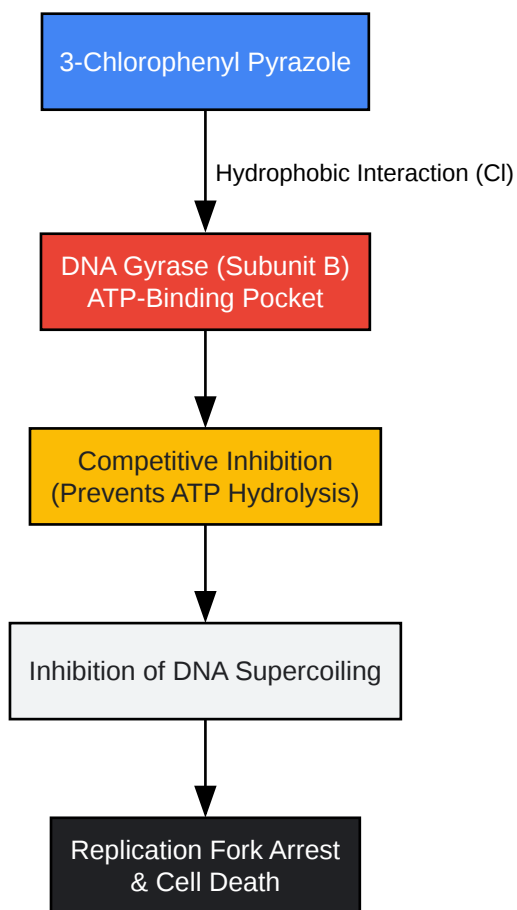 3-Chlorophenyl Pyrazole
Hydrophobic Interaction (Cl)
DNA Gyrase (Subunit B)
ATP-Binding Pocket
Competitive Inhibition
(Prevents ATP Hydrolysis)
Inhibition of DNA Supercoiling
Replication Fork Arrest
& Cell Death